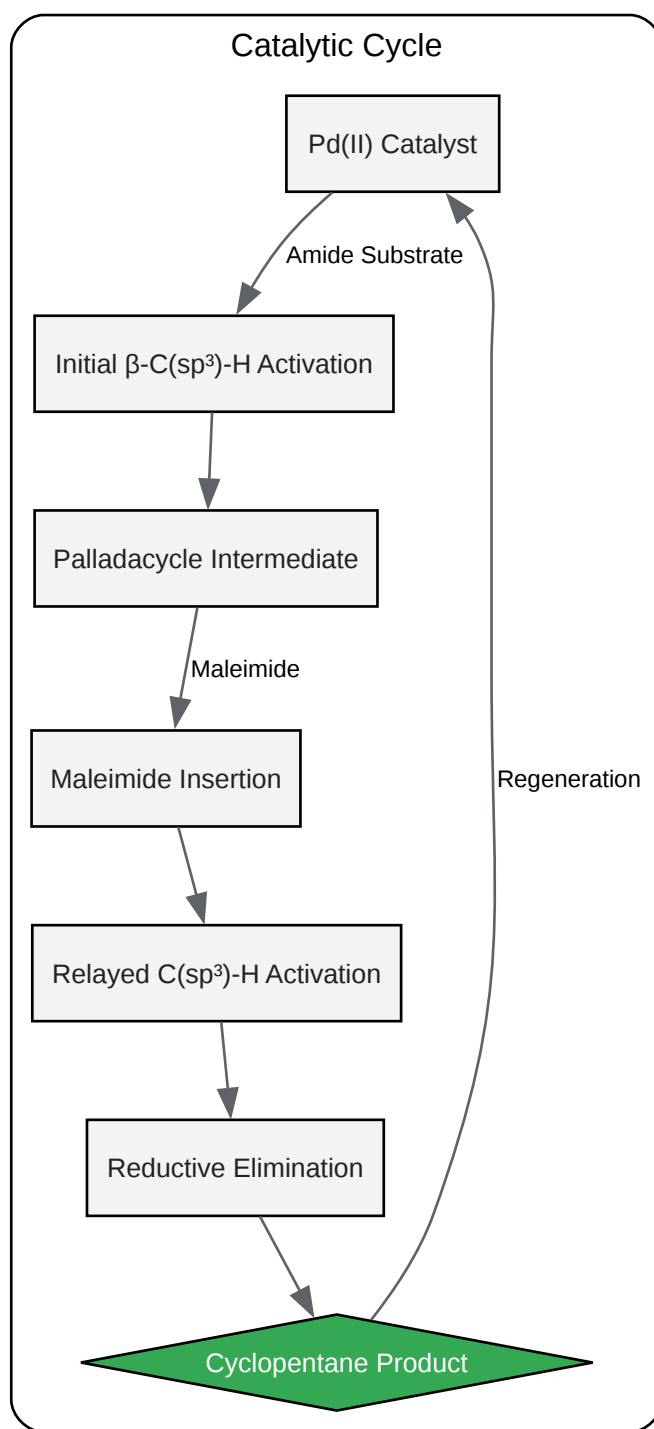 Catalytic Cycle
Pd(II) Catalyst
Amide Substrate
Initial β-C(sp³)-H Activation
Palladacycle Intermediate
Maleimide
Maleimide Insertion
Regeneration
Relayed C(sp³)-H Activation
Reductive Elimination
Cyclopentane Product